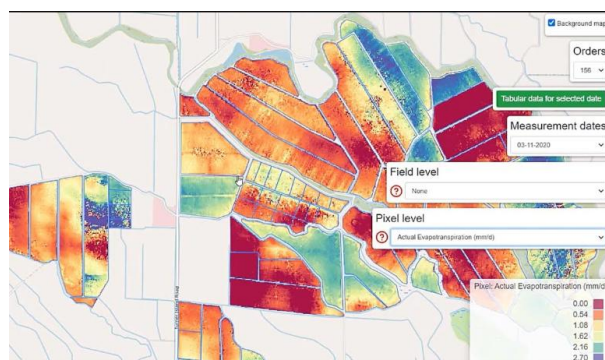 Background map
Orders
156
Tabular data for selected date
Measurement dates
03-11-2020
Field level
? None
Pixel level
? Actual Evapotranspiration (mm/d)
Pixel: Actual Evapotranspiration (mm/d
0.00
0.54
1.08
1.62
2.16
2.70